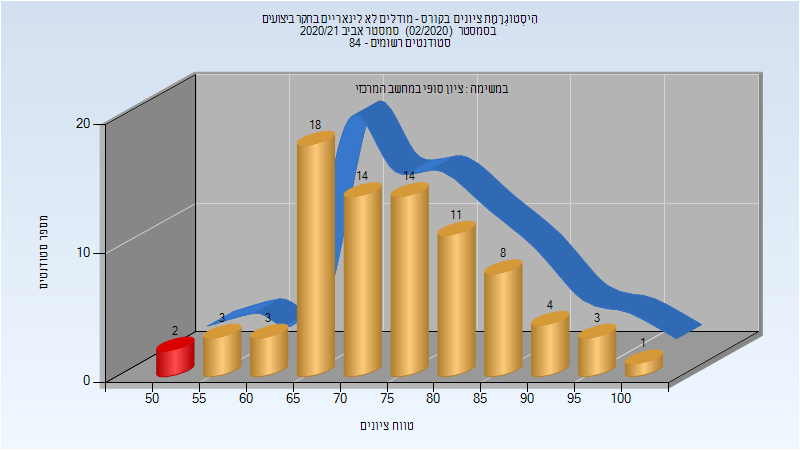 הִיסְטוֹגְרָמַת ציונים בקורס - מודלים לא לינאריים בחקר ביצועים
בסמסטר (02/2020) סמסטר אביב 2020/21
סטודנטים רשומים - 84
במשימה : ציון סופי במחשב המרכזי
מספר סטודנטים
20
10
0
2
3
3
18
14
14
11
8
4
3
1
50 55 60 65 70 75 80 85 90 95 100
טווח ציונים